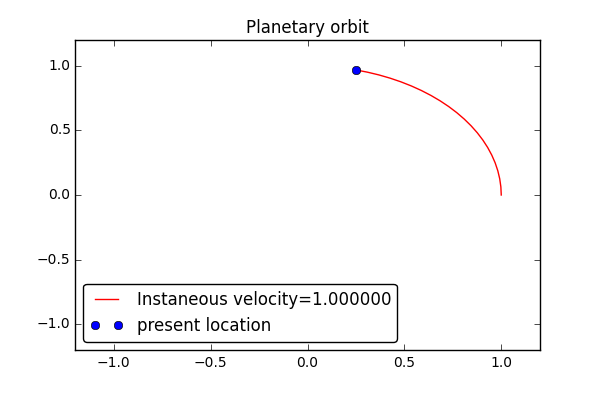 Planetary orbit
1.0
0.5
0.0
−0.5
−1.0
Instaneous velocity=1.000000
present location
−1.0 −0.5 0.0 0.5 1.0